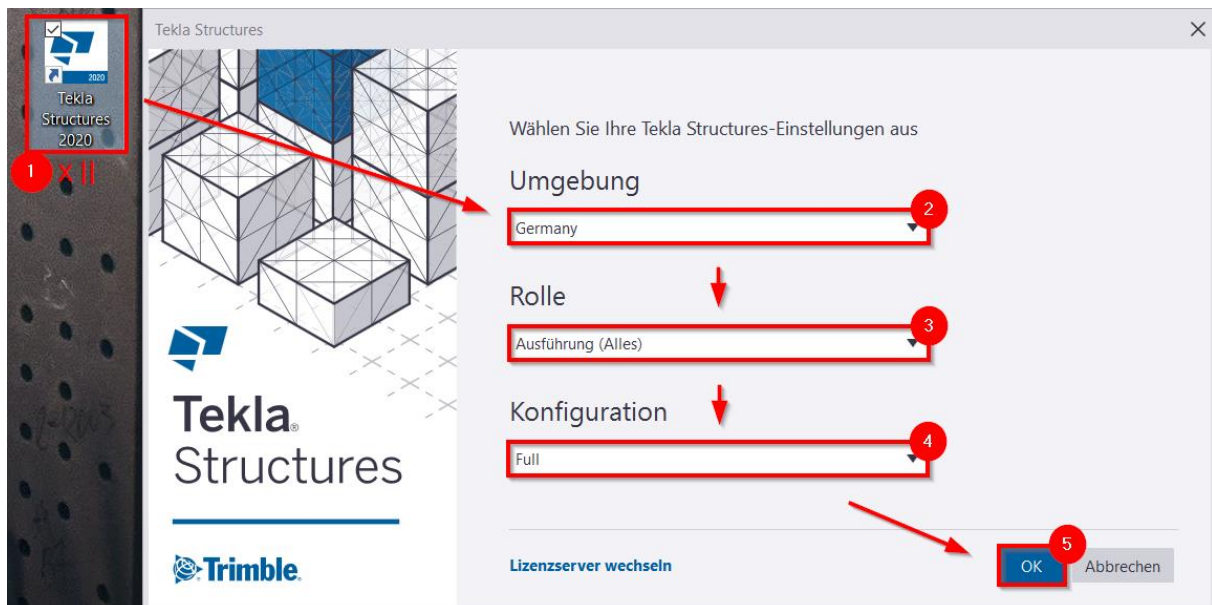 2020
Tekla
Structures
2020
1
x II
Tekla Structures
Tekla®
Structures
Trimble.
Wählen Sie Ihre Tekla Structures-Einstellungen aus
Umgebung
2
Germany
Rolle
3
Ausführung (Alles)
Konfiguration
4
Full
Lizenzserver wechseln
5
OK
Abbrechen